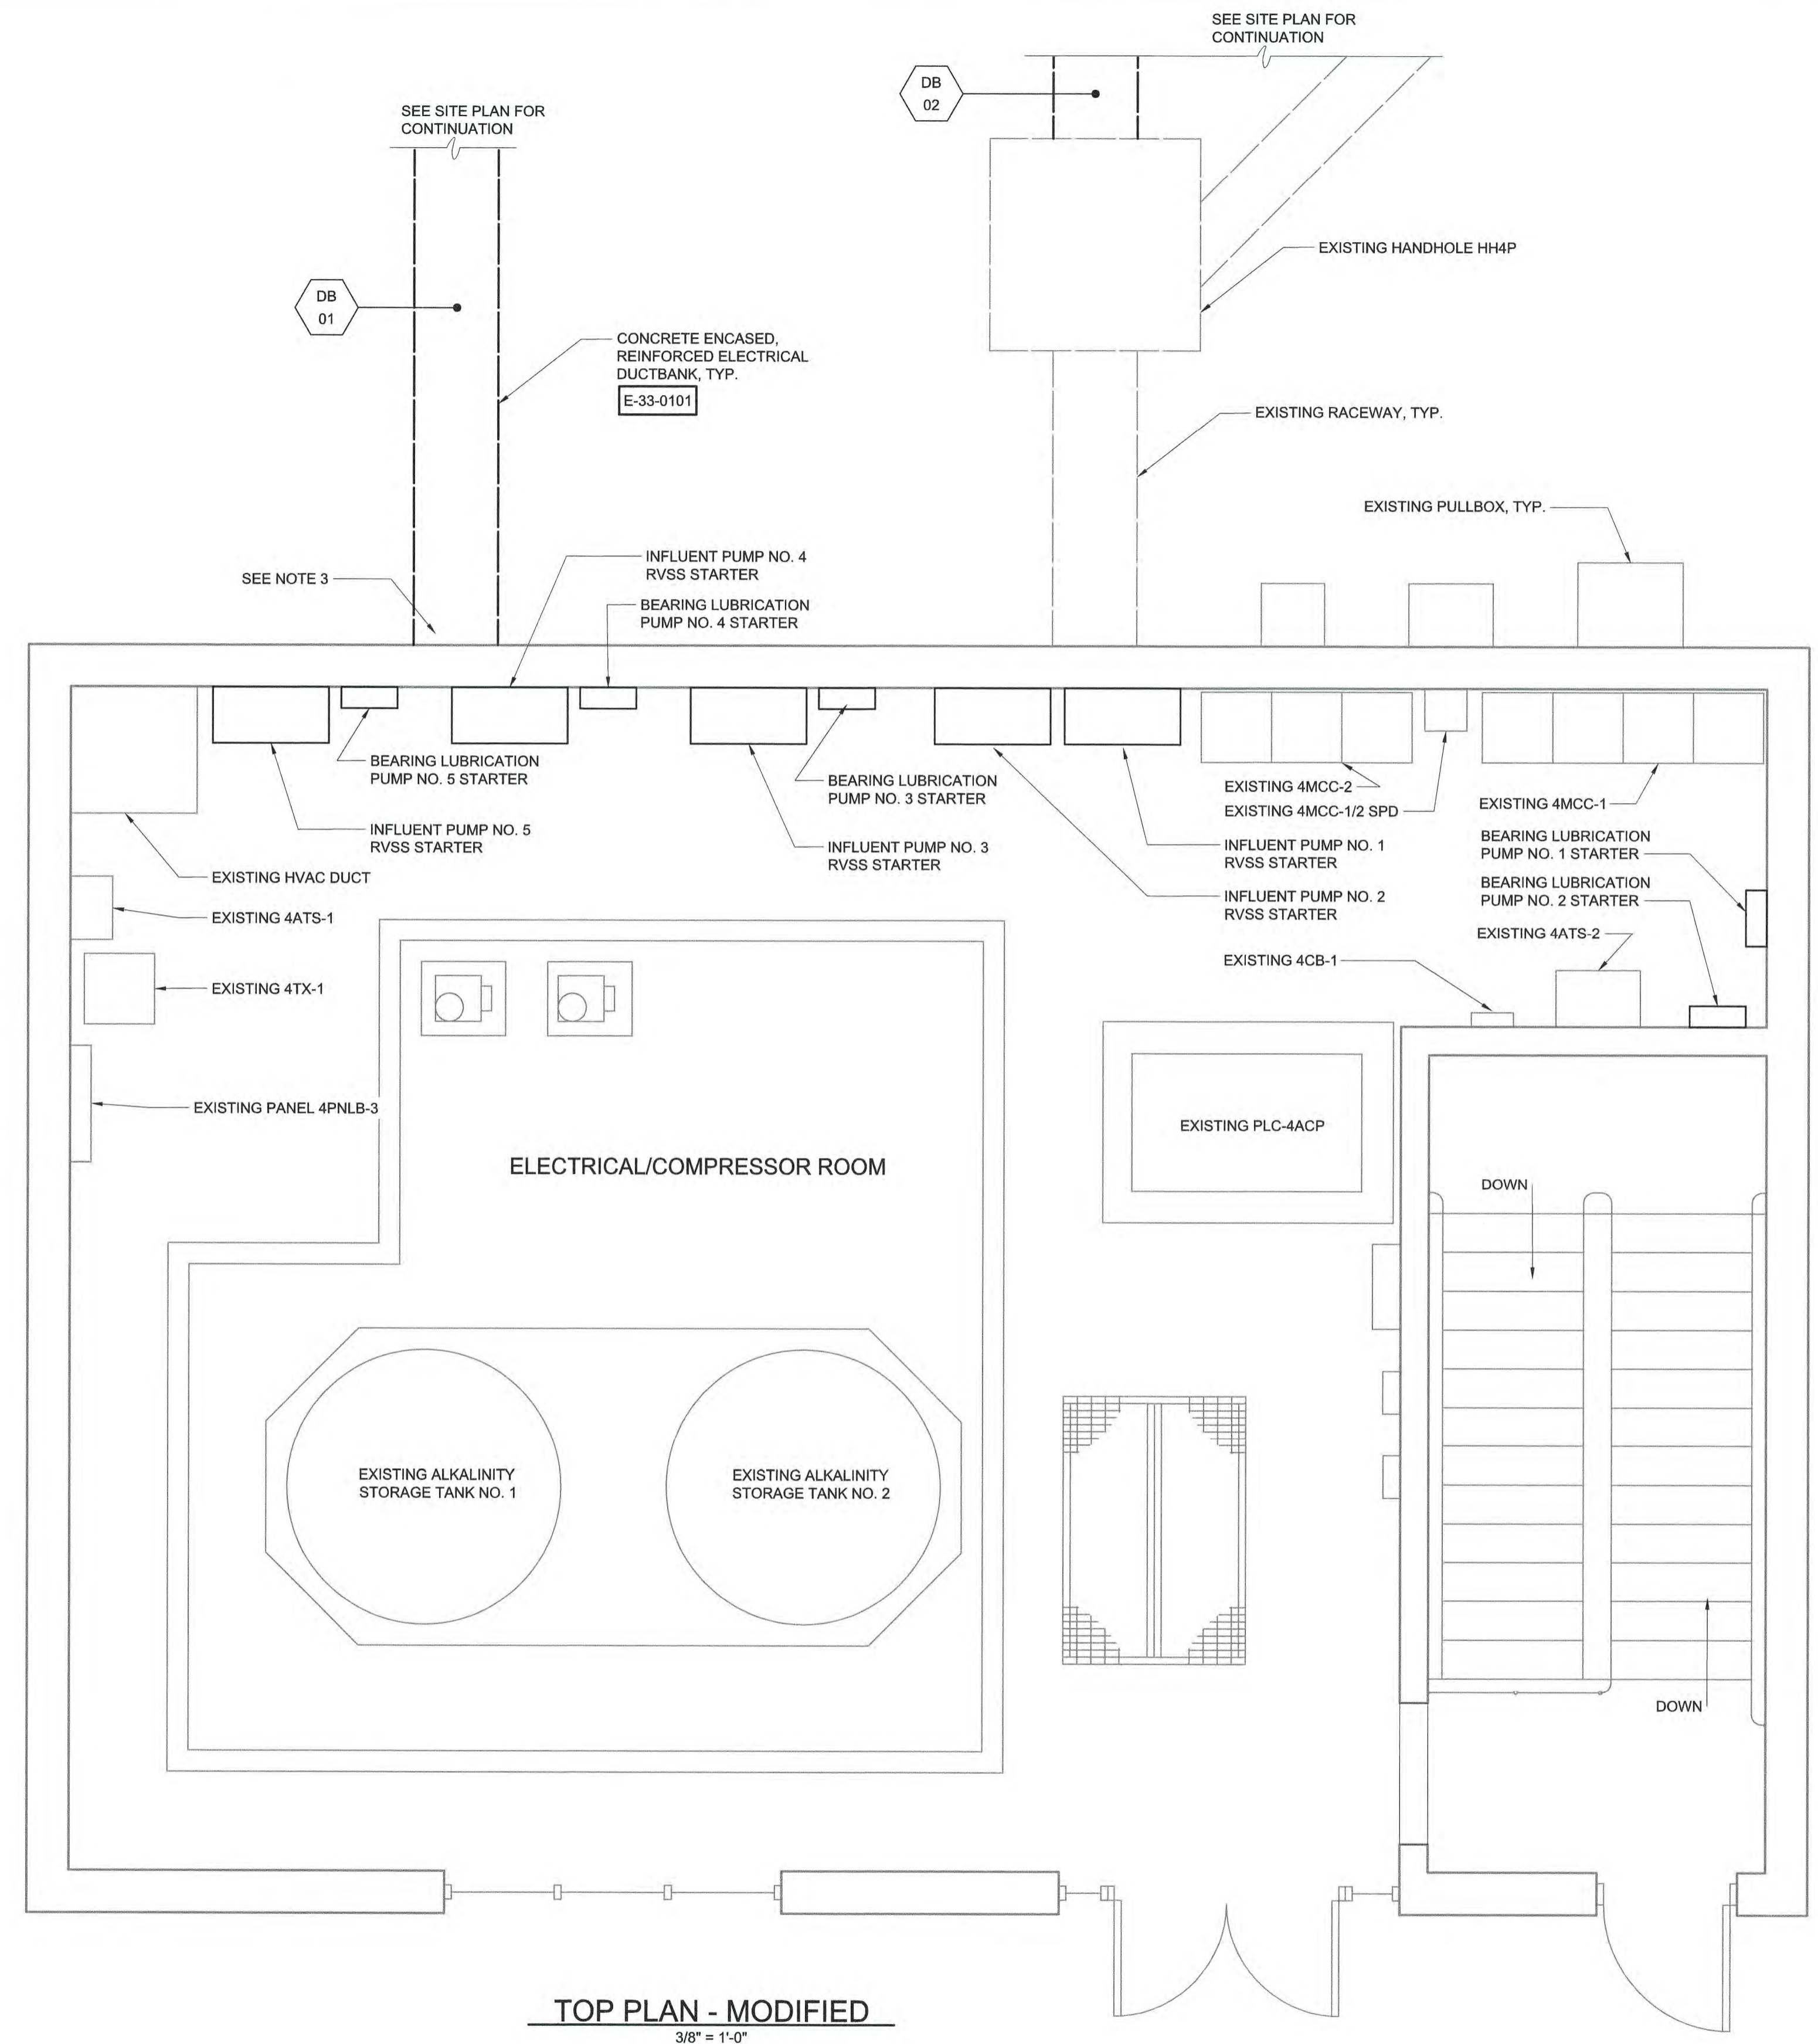 SEE SITE PLAN FOR
CONTINUATION
DB
02
SEE SITE PLAN FOR
CONTINUATION
EXISTING HANDHOLE HH4P
DB
01
CONCRETE ENCASED,
REINFORCED ELECTRICAL
DUCTBANK, TYP.
E-33-0101
EXISTING RACEWAY, TYP.
EXISTING PULLBOX, TYP.
SEE NOTE 3
INFLUENT PUMP NO. 4
RVSS STARTER
BEARING LUBRICATION
PUMP NO. 4 STARTER
BEARING LUBRICATION
PUMP NO. 5 STARTER
BEARING LUBRICATION
PUMP NO. 3 STARTER
EXISTING 4MCC-2
EXISTING 4MCC-1/2 SPD
EXISTING 4MCC-1
INFLUENT PUMP NO. 5
RVSS STARTER
INFLUENT PUMP NO. 3
RVSS STARTER
INFLUENT PUMP NO. 1
RVSS STARTER
BEARING LUBRICATION
PUMP NO. 1 STARTER
EXISTING HVAC DUCT
INFLUENT PUMP NO. 2
RVSS STARTER
BEARING LUBRICATION
PUMP NO. 2 STARTER
EXISTING 4ATS-1
EXISTING 4ATS-2
EXISTING 4CB-1
EXISTING 4TX-1
EXISTING PANEL 4PNLB-3
EXISTING PLC-4ACP
ELECTRICAL/COMPRESSOR ROOM
DOWN
EXISTING ALKALINITY
STORAGE TANK NO. 1
EXISTING ALKALINITY
STORAGE TANK NO. 2
DOWN
TOP PLAN - MODIFIED
3/8" = 1'-0"